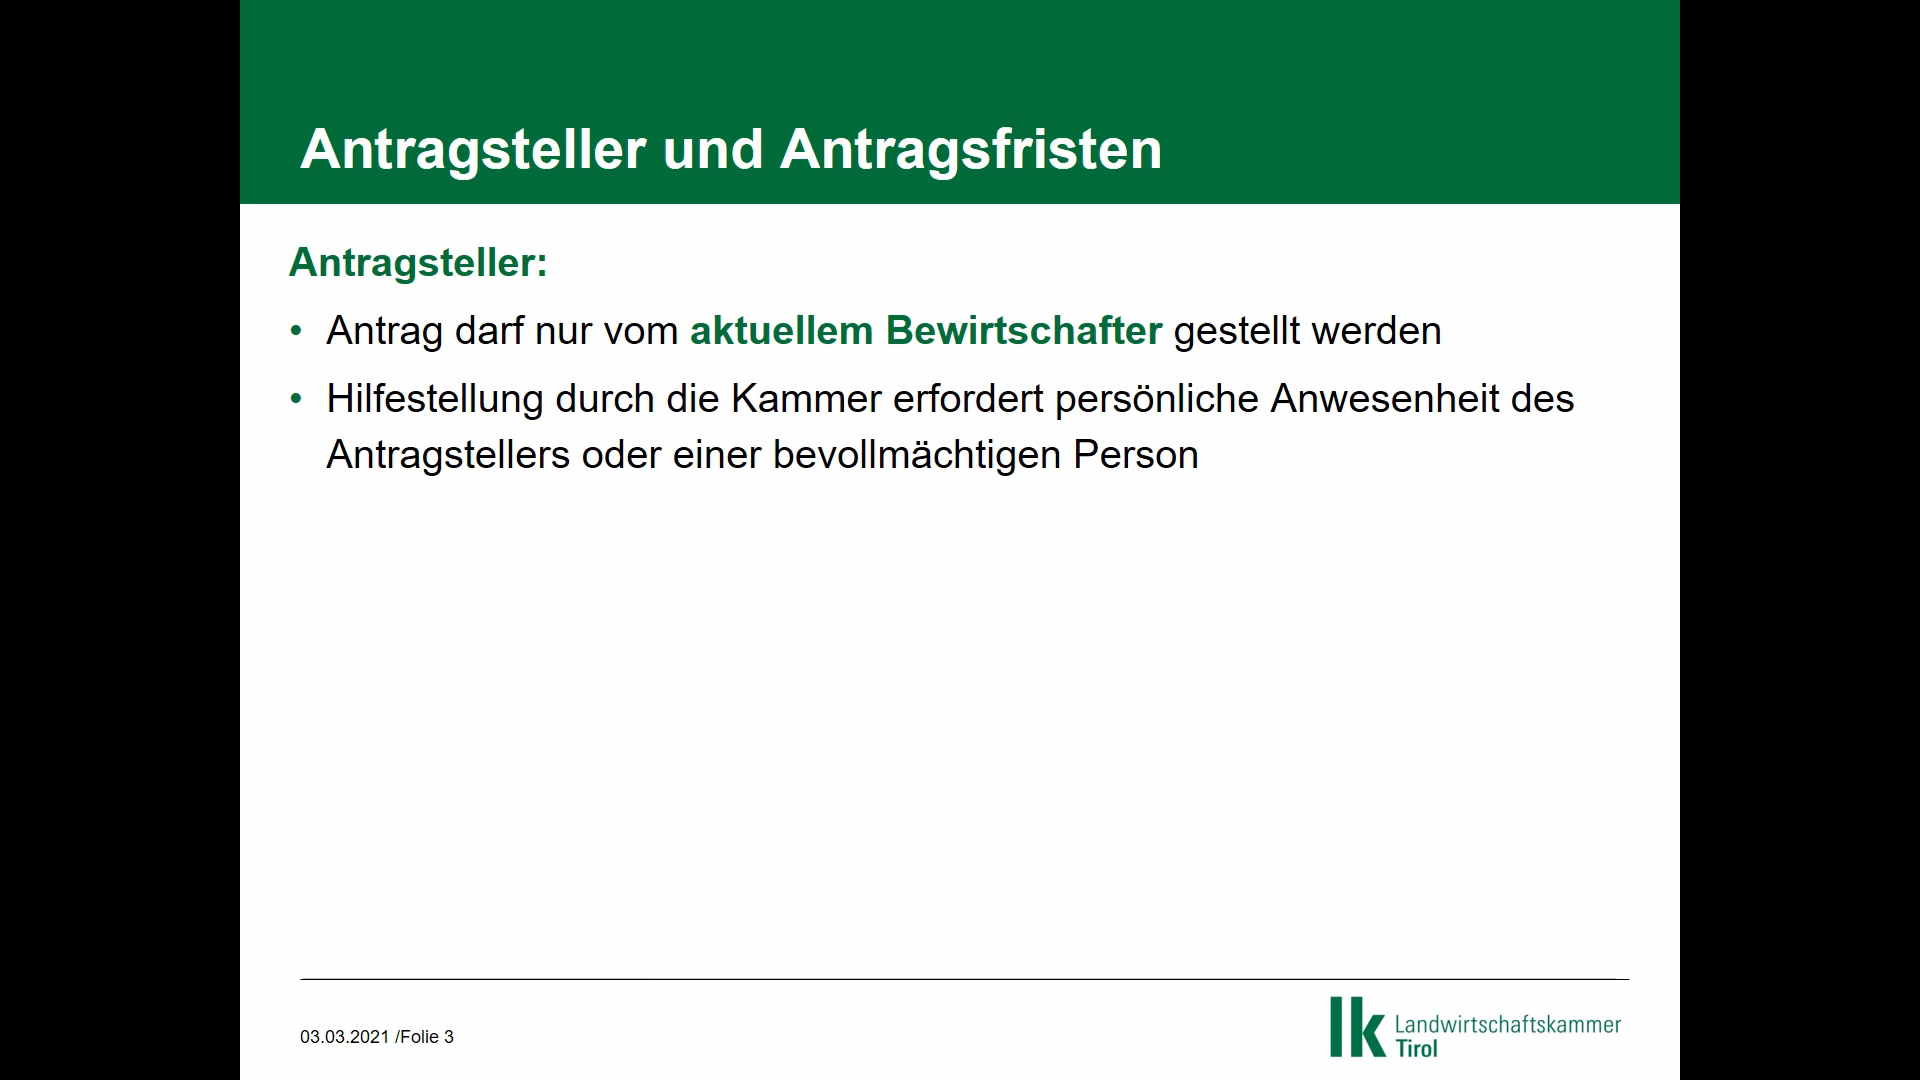 Antragsteller und Antragsfristen
Antragsteller:
• Antrag darf nur vom aktuellem Bewirtschafter gestellt werden
• Hilfestellung durch die Kammer erfordert persönliche Anwesenheit des
Antragstellers oder einer bevollmächtigen Person
03.03.2021 /Folie 3
lk Landwirtschaftskammer
Tirol